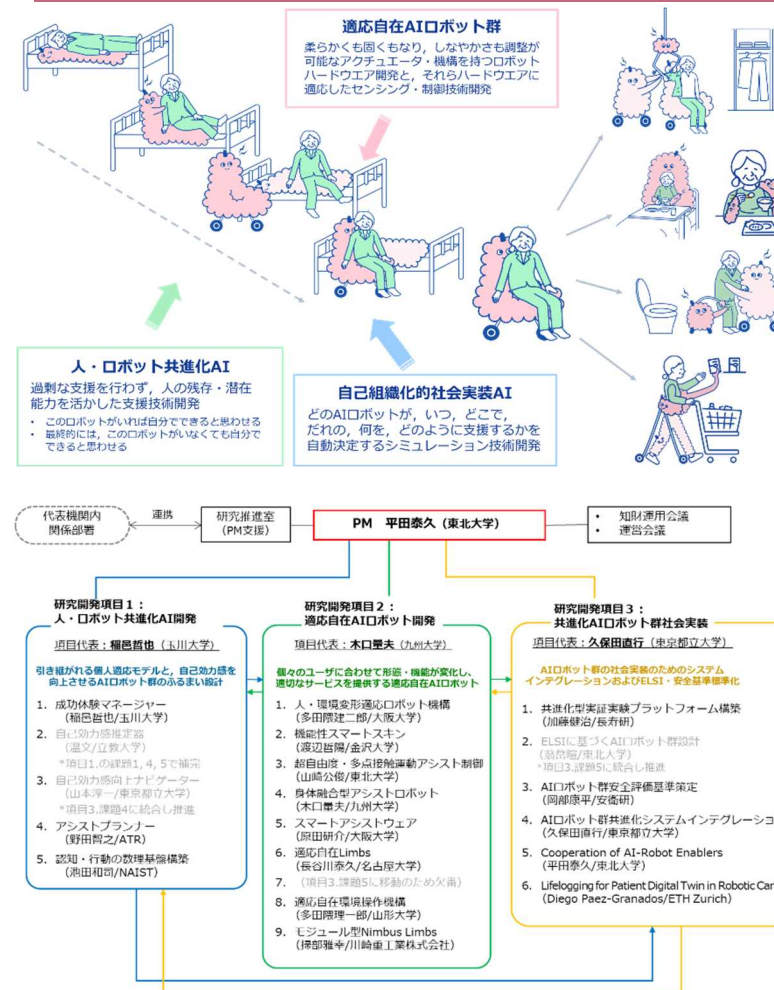 適応自在AIロボット群
柔らかくも固くもなり，しなやかさも調整が
可能なアクチュエータ・機構を持つロボット
ハードウエア開発と，それらハードウエアに
適応したセンシング・制御技術開発
人・ロボット共進化AI
過剰な支援を行わず，人の残存・潜在
能力を活かした支援技術開発
• このロボットがいれば自分でできると思わせる
• 最終的には，このロボットがいなくても自分で
できると思わせる
自己組織化的社会実装AI
どのAIロボットが，いつ，どこで，
だれの，何を，どのように支援するかを
自動決定するシミュレーション技術開発
代表機関内
関係部署
連携
研究推進室
(PM支援)
PM 平田泰久（東北大学）
• 知財運用会議
• 運営会議
研究開発項目１：
人・ロボット共進化AI開発
項目代表：稲邑哲也（玉川大学）
引き継がれる個人適応モデルと，自己効力感を
向上させるAIロボット群のふるまい設計
1. 成功体験マネージャー
(稲邑哲也/玉川大学)
2. 自己効力感推定器
(温文/立教大学)
*項目1.の課題1, 4, 5で補完
3. 自己効力感向上ナビゲーター
(山本淳一/東京都立大学)
*項目3.課題4に統合し推進
4. アシストプランナー
(野田智之/ATR)
5. 認知・行動の数理基盤構築
(池田和司/NAIST)
研究開発項目２：
適応自在AIロボット開発
項目代表：木口量夫（九州大学）
個々のユーザに合わせて形態・機能が変化し、
適切なサービスを提供する適応自在AIロボット
1. 人・環境変形適応ロボット機構
(多田隈建二郎/大阪大学)
2. 機能性スマートスキン
(渡辺哲陽/金沢大学)
3. 超自由度・多点接触運動アシスト制御
(山崎公俊/東北大学)
4. 身体融合型アシストロボット
(木口量夫/九州大学)
5. スマートアシストウェア
(原田研介/大阪大学)
6. 適応自在Limbs
(長谷川泰久/名古屋大学)
7. （項目3.課題5に移動のため欠番）
8. 適応自在環境操作機構
(多田隈理一郎/山形大学)
9. モジュール型Nimbus Limbs
(掃部雅幸/川崎重工業株式会社)
研究開発項目３：
共進化AIロボット群社会実装
項目代表：久保田直行（東京都立大）
AIロボット群の社会実装のためのシステム
インテグレーションおよびELSI・安全基準標準化
1. 共進化型実証実験プラットフォーム構築
(加藤健治/長寿研)
2. ELSIに基づくAIロボット群設計
(翁岳暄/東北大学)
*項目3.課題5に統合し推進
3. AIロボット群安全評価基準策定
(岡部康平/安衛研)
4. AIロボット群共進化システムインテグレーショ
(久保田直行/東京都立大学)
5. Cooperation of AI-Robot Enablers
(平田泰久/東北大学)
6. Lifelogging for Patient Digital Twin in Robotic Car
(Diego Paez-Granados/ETH Zurich)